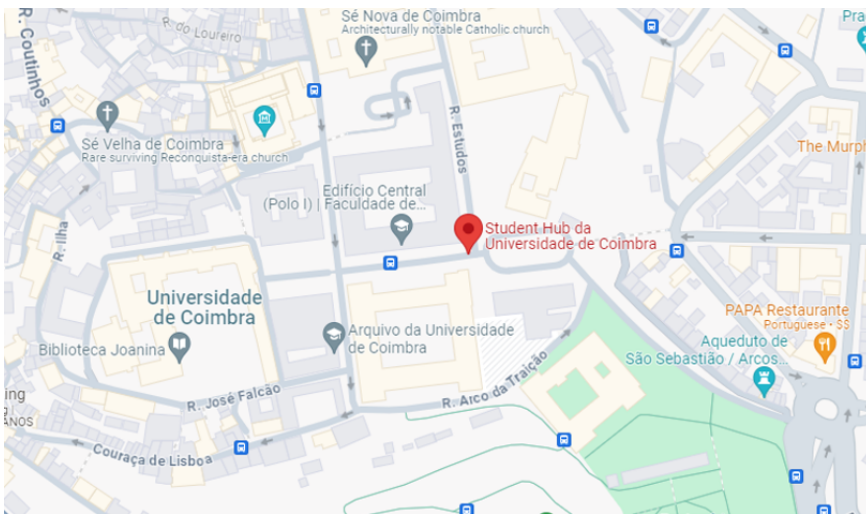 Sé Nova de Coimbra
Architecturally notable Catholic church
Pra
R. do Loureiro
R. Coutinhos
Sé Velha de Coimbra
Rare surviving Reconquista-era church
R. Estudos
The Murph
Edifício Central
(Polo I) | Faculdade de...
Student Hub da
Universidade de Coimbra
R. Ilha
Universidade
de Coimbra
PAPA Restaurante
Portuguese • $$
Arquivo da Universidade
de Coimbra
Biblioteca Joanina
Aqueduto de
São Sebastião / Arcos...
R. José Falcão
R. Arco da Traição
ing
ANOS
Couraça de Lisboa